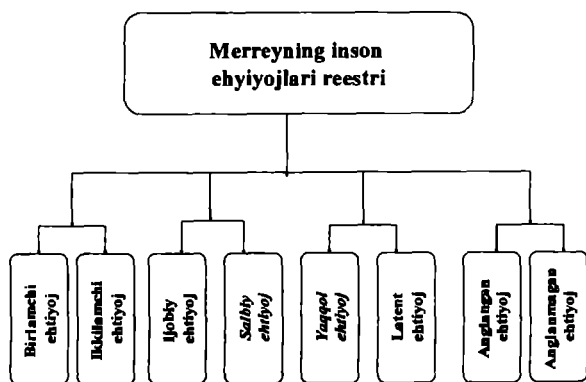 Merreyning inson
ehyiyojlari reestri
Birlamchi
ehtiyoj
Ikkilamchi
ehtiyoj
Ijobiy
ehtiyoj
Salbiy
ehtiyoj
Yaqqol
ehtiyoj
Latent
ehtiyoj
Anglangan
ehtiyoj
Anglanmagan
ehtiyoj